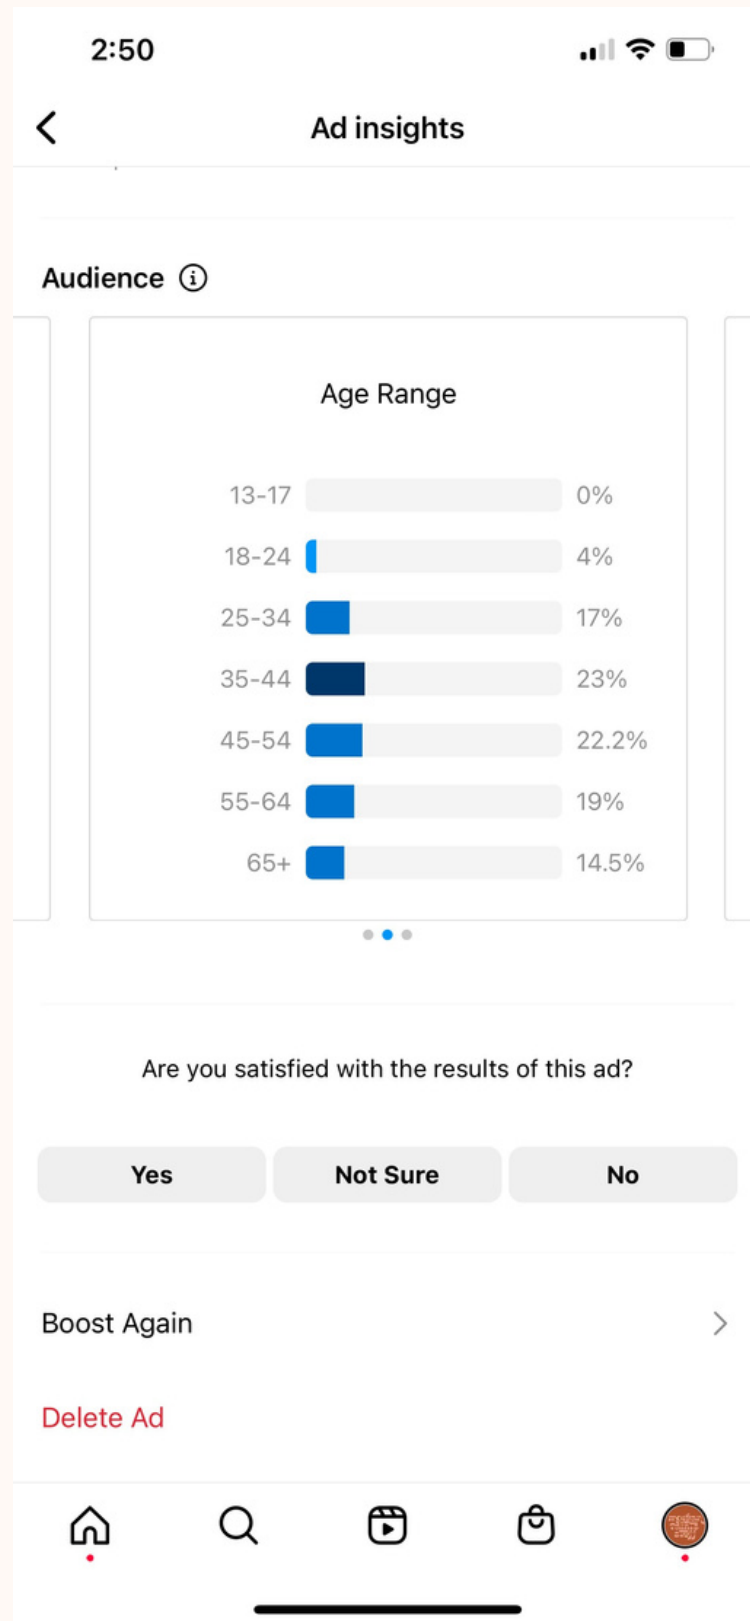 2:50
Ad insights
Audience
Age Range
13-17 0%
18-24 4%
25-34 17%
35-44 23%
45-54 22.2%
55-64 19%
65+ 14.5%
Are you satisfied with the results of this ad?
Yes Not Sure No
Boost Again
Delete Ad